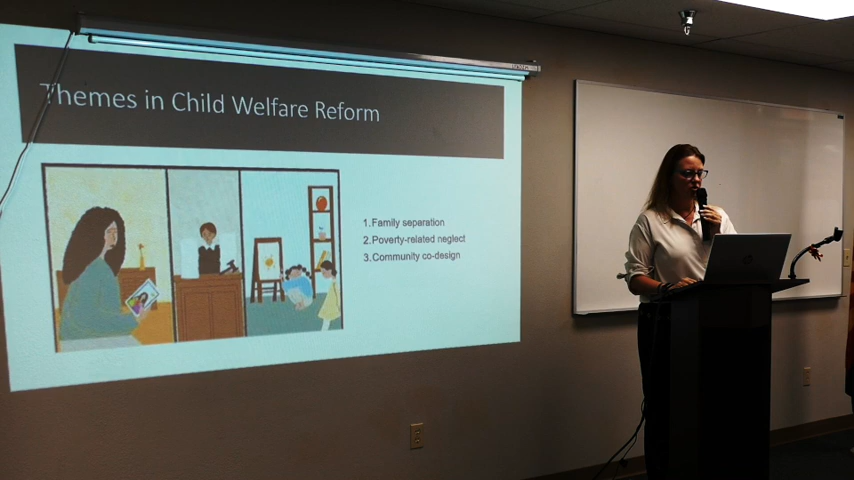 Themes in Child Welfare Reform
1.Family separation
2.Poverty-related neglect
3.Community co-design